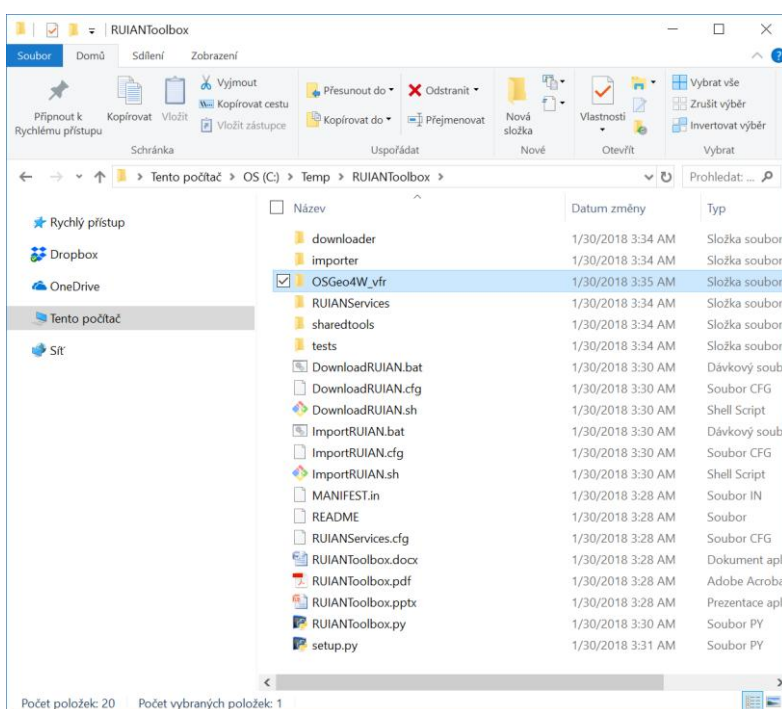 RUIANToolbox
Soubor Domů Sdílení Zobrazení
Připnout k Rychlému přístupu
Kopírovat
Vložit
Vyjmout
Kopírovat cestu
Vložit zástupce
Schránka
Přesunout do
Kopírovat do
Odstranit
Přejmenovat
Uspořádat
Nová složka
Nové
Vlastnosti
Otevřít
Vybrat vše
Zrušit výběr
Invertovat výběr
Vybrat
Tento počítač > OS (C:) > Temp > RUIANToolbox >
Prohledat: ...
Rychlý přístup
Dropbox
OneDrive
Tento počítač
Síť
Název Datum změny Typ
downloader 1/30/2018 3:34 AM Složka soubor
importer 1/30/2018 3:34 AM Složka soubor
OSGeo4W_vfr 1/30/2018 3:35 AM Složka soubor
RUIANServices 1/30/2018 3:34 AM Složka soubor
sharedtools 1/30/2018 3:34 AM Složka soubor
tests 1/30/2018 3:34 AM Složka soubor
DownloadRUIAN.bat 1/30/2018 3:30 AM Dávkový soub
DownloadRUIAN.cfg 1/30/2018 3:30 AM Soubor CFG
DownloadRUIAN.sh 1/30/2018 3:30 AM Shell Script
ImportRUIAN.bat 1/30/2018 3:30 AM Dávkový soub
ImportRUIAN.cfg 1/30/2018 3:30 AM Soubor CFG
ImportRUIAN.sh 1/30/2018 3:30 AM Shell Script
MANIFEST.in 1/30/2018 3:28 AM Soubor IN
README 1/30/2018 3:28 AM Soubor
RUIANServices.cfg 1/30/2018 3:28 AM Soubor CFG
RUIANToolbox.docx 1/30/2018 3:28 AM Dokument apl
RUIANToolbox.pdf 1/30/2018 3:28 AM Adobe Acroba
RUIANToolbox.pptx 1/30/2018 3:28 AM Prezentace apl
RUIANToolbox.py 1/30/2018 3:30 AM Soubor PY
setup.py 1/30/2018 3:31 AM Soubor PY
Počet položek: 20 Počet vybraných položek: 1